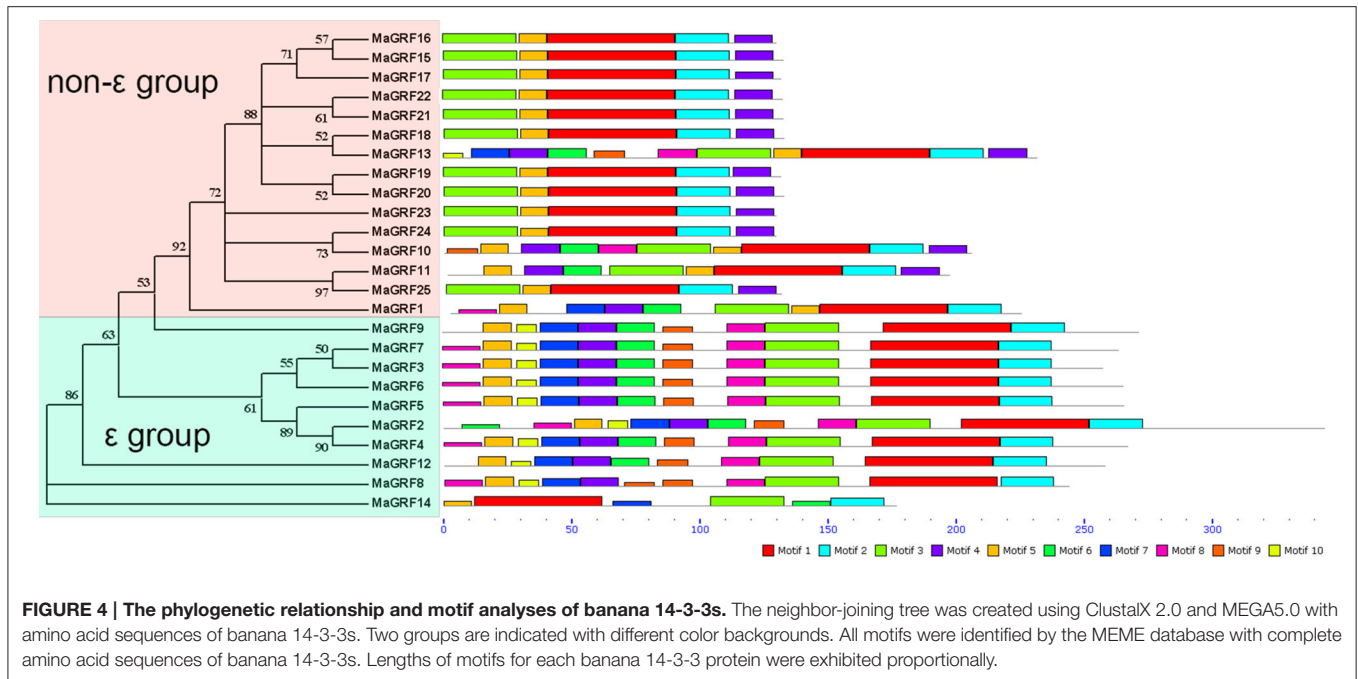 non-ε group
ε group
57
71
88
61
52
52
72
73
92
97
53
63
50
55
61
86
89
90
MaGRF16
MaGRF15
MaGRF17
MaGRF22
MaGRF21
MaGRF18
MaGRF13
MaGRF19
MaGRF20
MaGRF23
MaGRF24
MaGRF10
MaGRF11
MaGRF25
MaGRF1
MaGRF9
MaGRF7
MaGRF3
MaGRF6
MaGRF5
MaGRF2
MaGRF4
MaGRF12
MaGRF8
MaGRF14
0 50 100 150 200 250 300
Motif 1 Motif 2 Motif 3 Motif 4 Motif 5 Motif 6 Motif 7 Motif 8 Motif 9 Motif 10
FIGURE 4 | The phylogenetic relationship and motif analyses of banana 14-3-3s. The neighbor-joining tree was created using ClustalX 2.0 and MEGA5.0 with
amino acid sequences of banana 14-3-3s. Two groups are indicated with different color backgrounds. All motifs were identified by the MEME database with complete
amino acid sequences of banana 14-3-3s. Lengths of motifs for each banana 14-3-3 protein were exhibited proportionally.